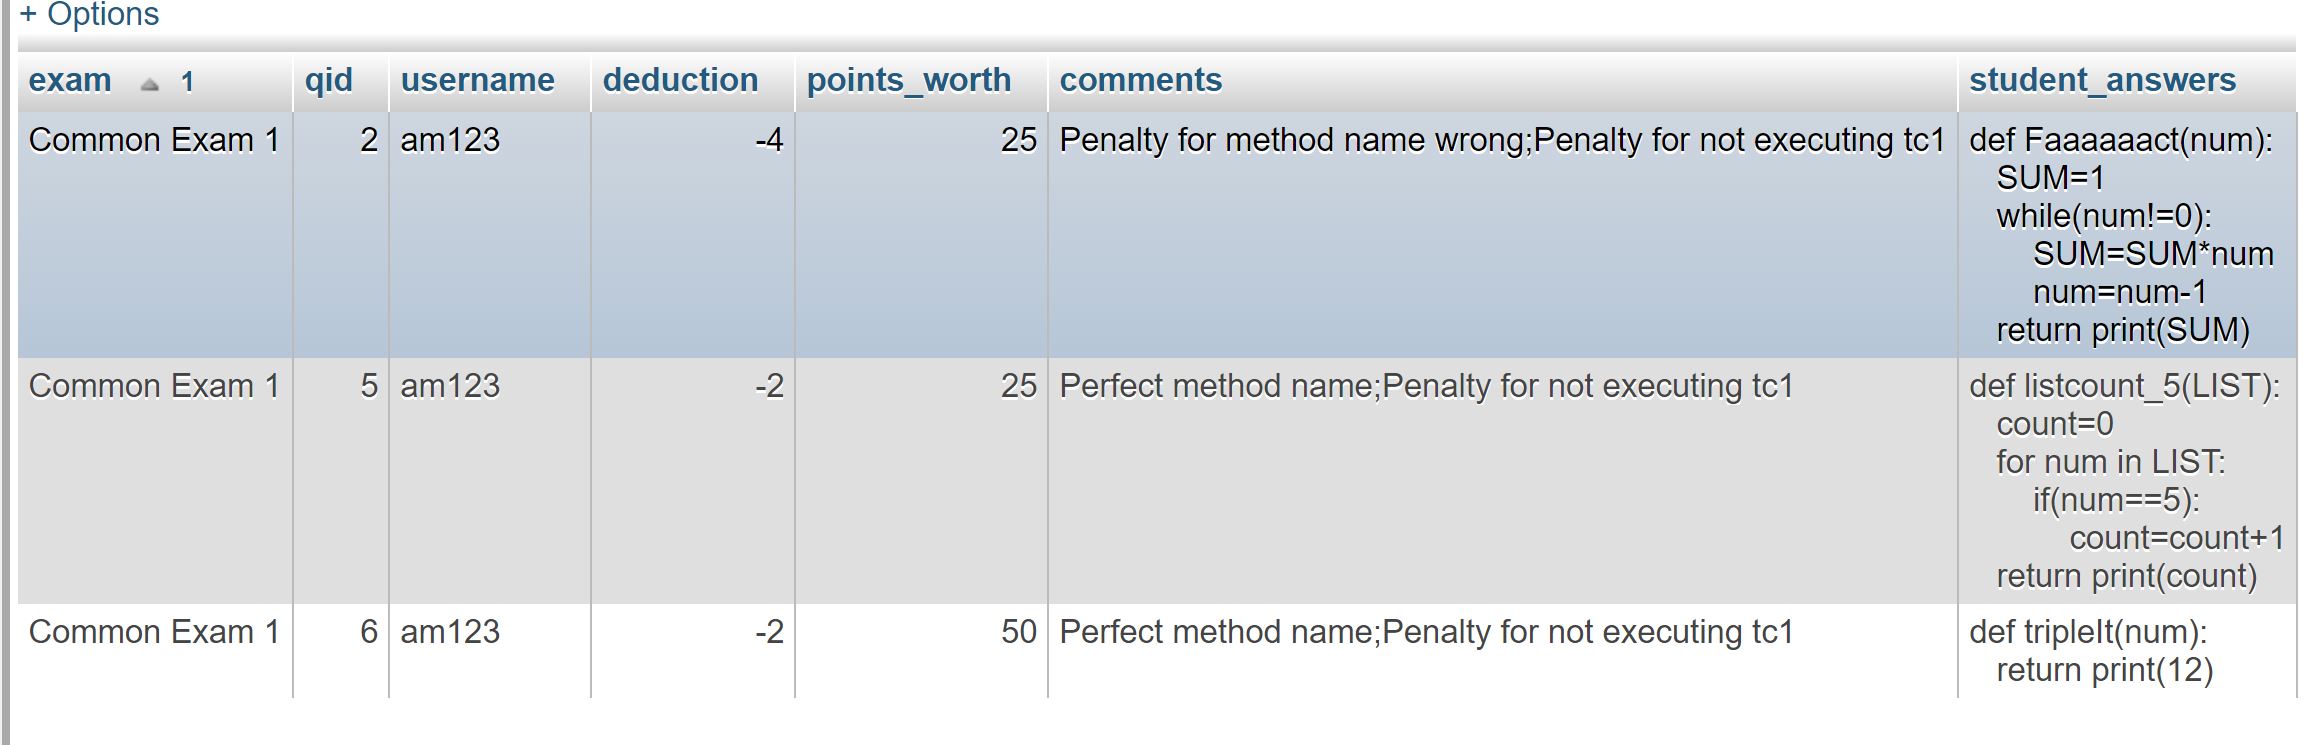 + Options
exam 1 qid username deduction points_worth comments student_answers
Common Exam 1 2 am123 -4 25 Penalty for method name wrong;Penalty for not executing tc1 def Faaaaaact(num):
SUM=1
while(num!=0):
SUM=SUM*num
num=num-1
return print(SUM)
Common Exam 1 5 am123 -2 25 Perfect method name;Penalty for not executing tc1 def listcount_5(LIST):
count=0
for num in LIST:
if(num==5):
count=count+1
return print(count)
Common Exam 1 6 am123 -2 50 Perfect method name;Penalty for not executing tc1 def tripleIt(num):
return print(12)